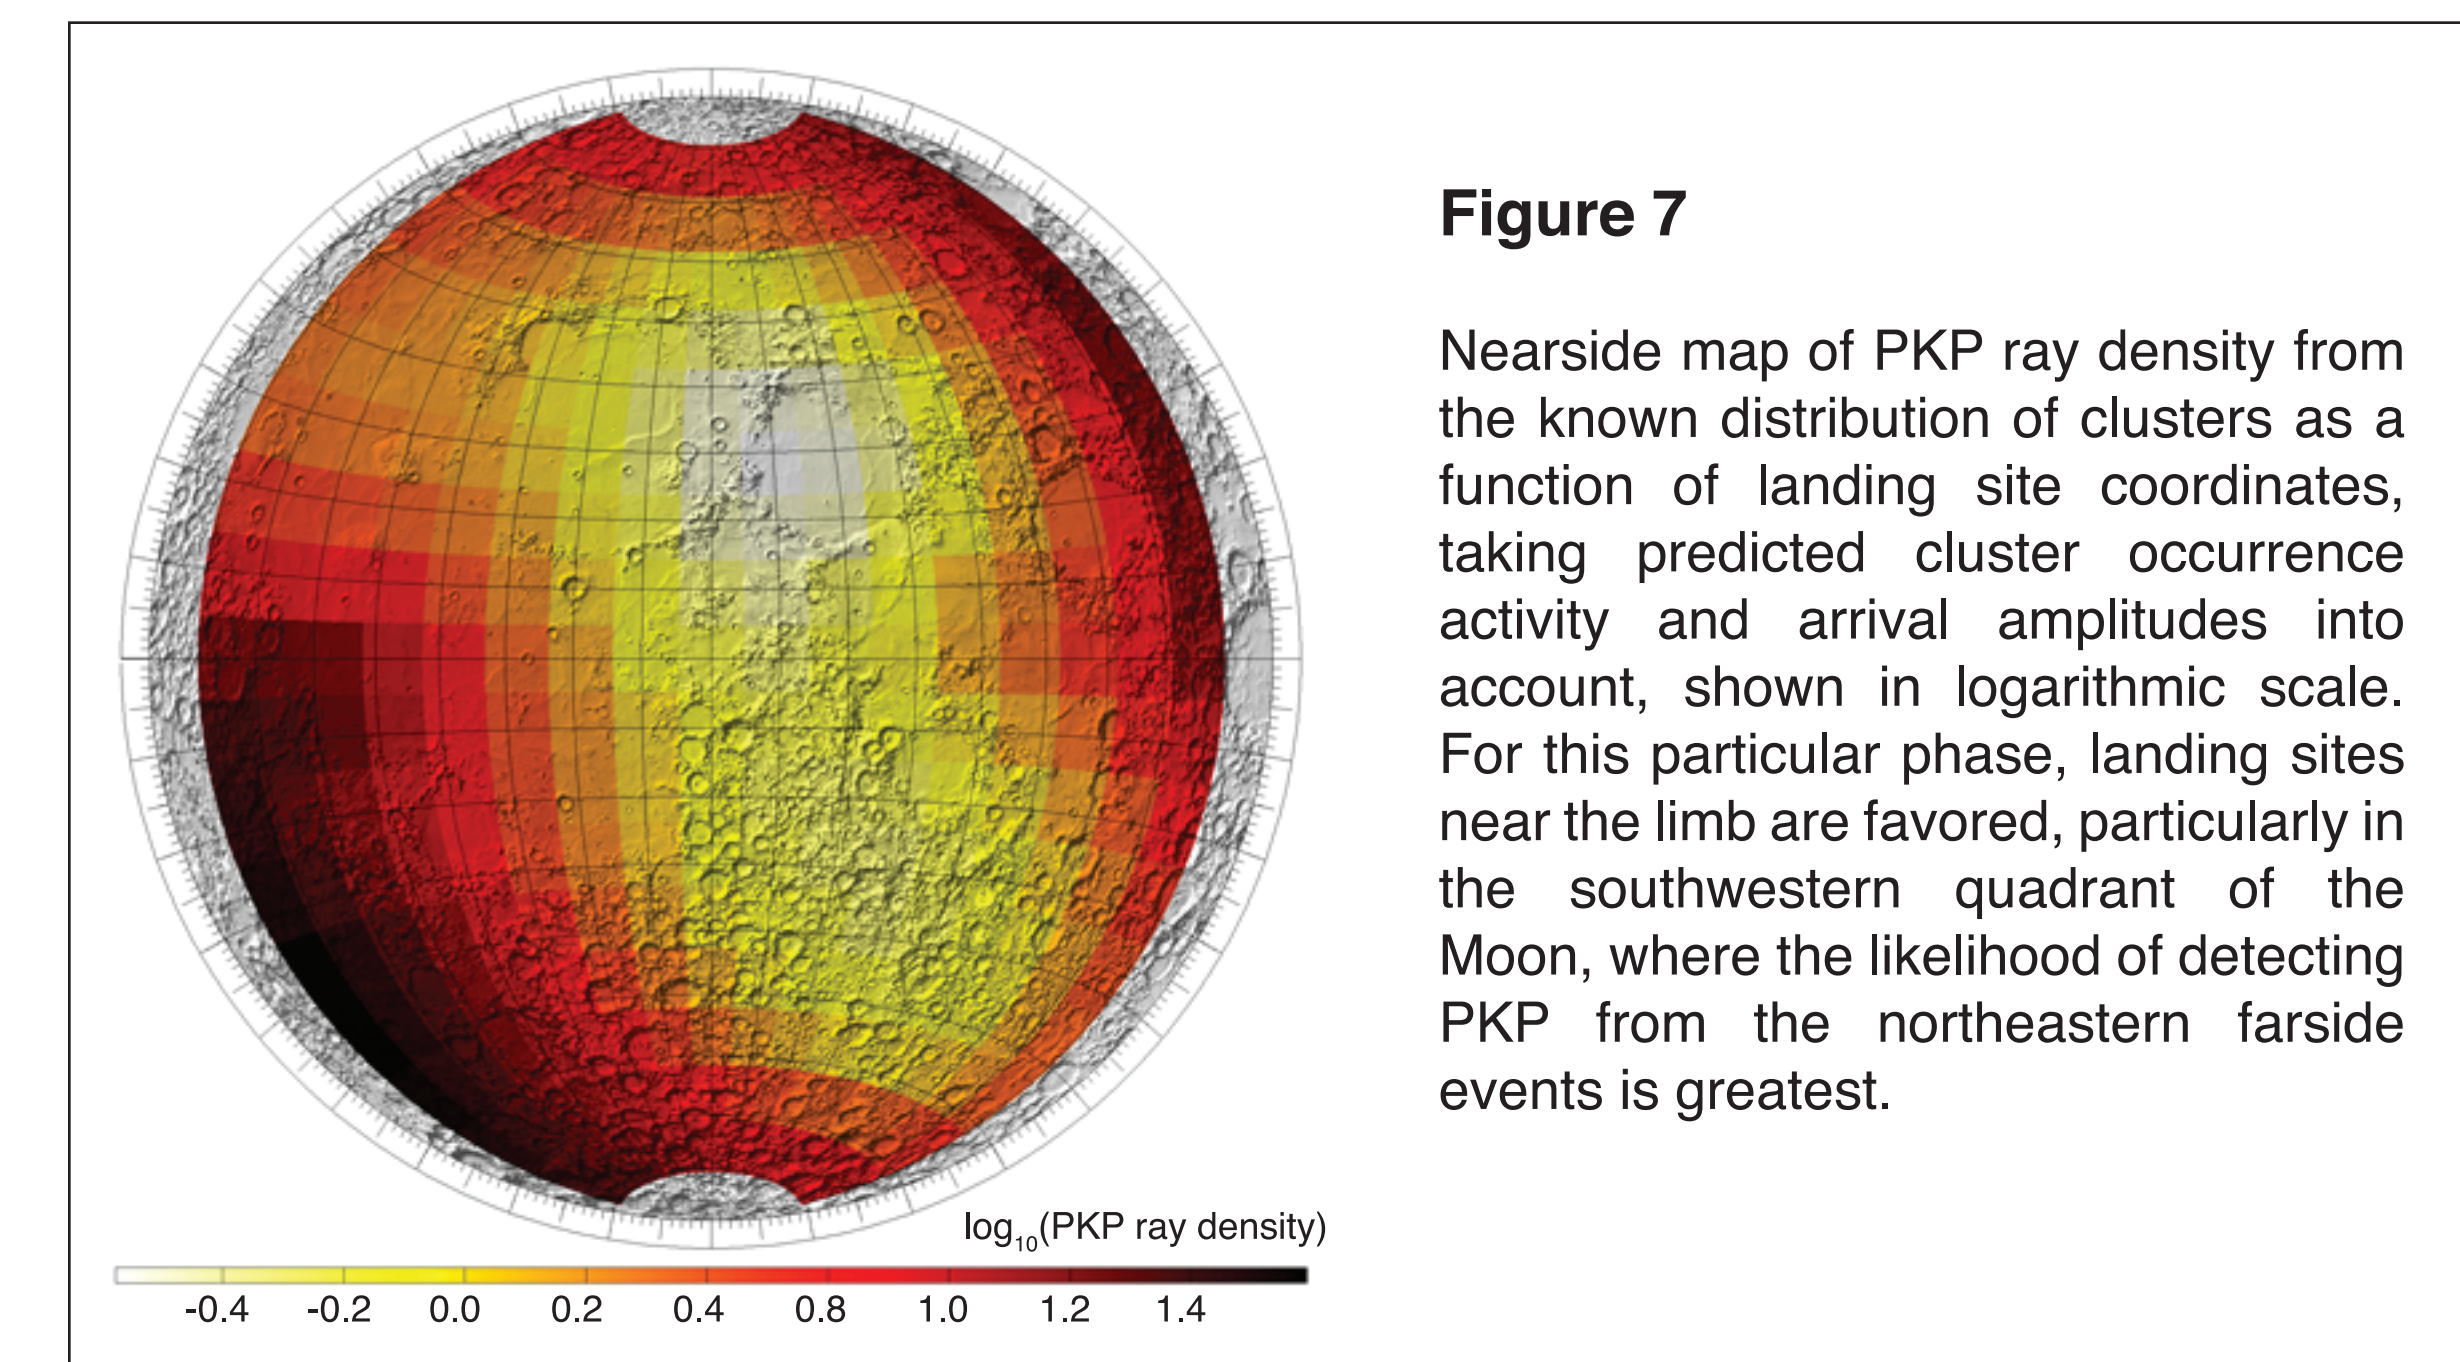 Figure 7
Nearside map of PKP ray density from
the known distribution of clusters as a
function of landing site coordinates,
taking predicted cluster occurrence
activity and arrival amplitudes into
account, shown in logarithmic scale.
For this particular phase, landing sites
near the limb are favored, particularly in
the southwestern quadrant of the
Moon, where the likelihood of detecting
PKP from the northeastern farside
events is greatest.
log₁₀(PKP ray density)
-0.4 -0.2 0.0 0.2 0.4 0.8 1.0 1.2 1.4